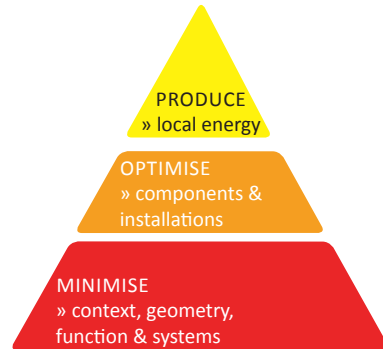 PRODUCE
» local energy
OPTIMISE
» components &
installations
MINIMISE
» context, geometry,
function & systems